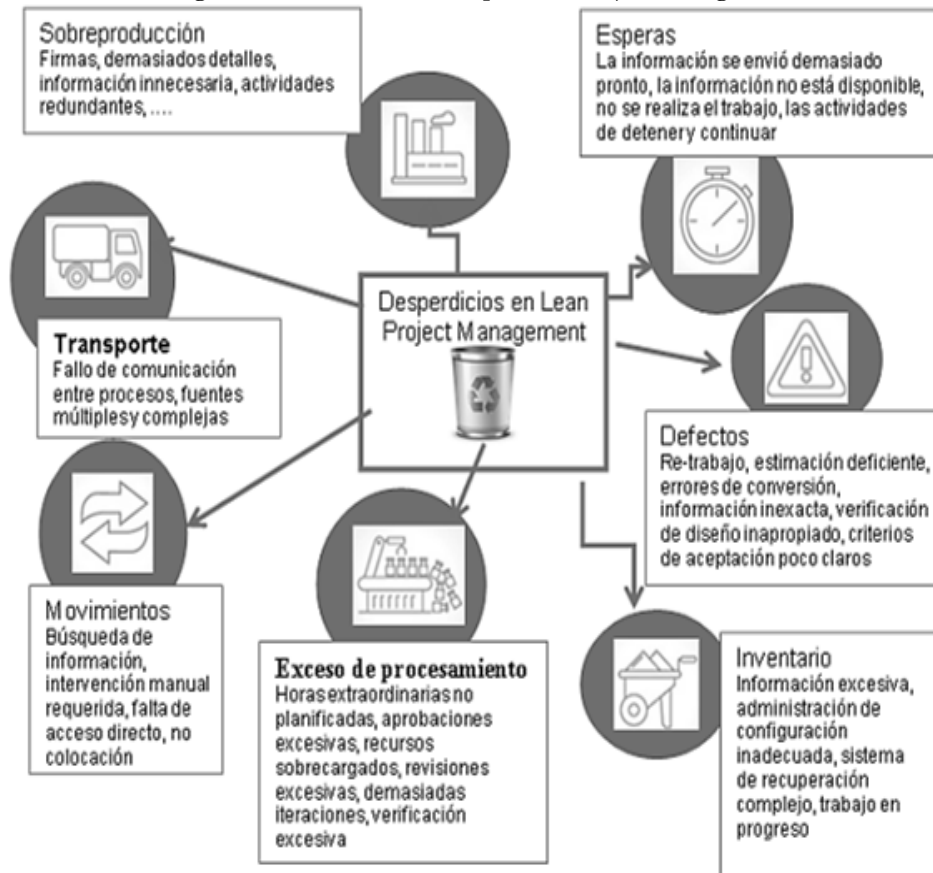 Sobreproducción
Firmas, demasiados detalles,
información innecesaria, actividades
redundantes, ....
Esperas
La información se envió demasiado
pronto, la información no está disponible,
no se realiza el trabajo, las actividades
de detener y continuar
Desperdicios en Lean
Project Management
Transporte
Fallo de comunicación
entre procesos, fuentes
múltiples y complejas
Defectos
Re-trabajo, estimación deficiente,
errores de conversión,
información inexacta, verificación
de diseño inapropiado, criterios
de aceptación poco claros
Movimientos
Búsqueda de
información,
intervención manual
requerida, falta de
acceso directo, no
colocación
Exceso de procesamiento
Horas extraordinarias no
planificadas, aprobaciones
excesivas, recursos
sobrecargados, revisiones
excesivas, demasiadas
iteraciones, verificación
excesiva
Inventario
Información excesiva,
administración de
configuración
inadecuada, sistema
de recuperación
complejo, trabajo en
progreso